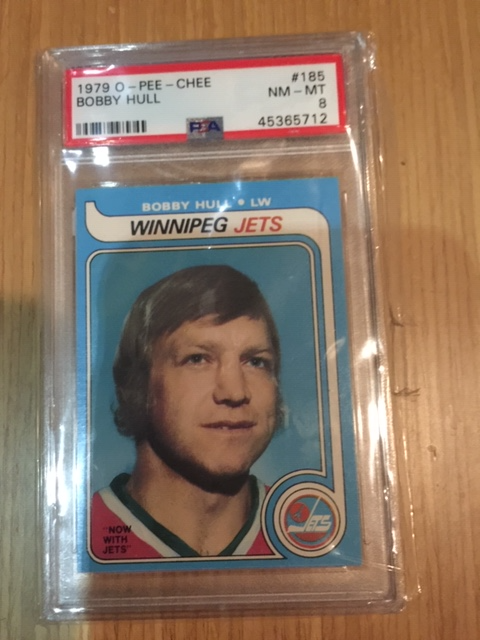 1979 O-PEE-CHEE #185
BOBBY HULL NM-MT
8
PSA 45365712
BOBBY HULL • LW
WINNIPEG JETS
"NOW
WITH
JETS"
JETS